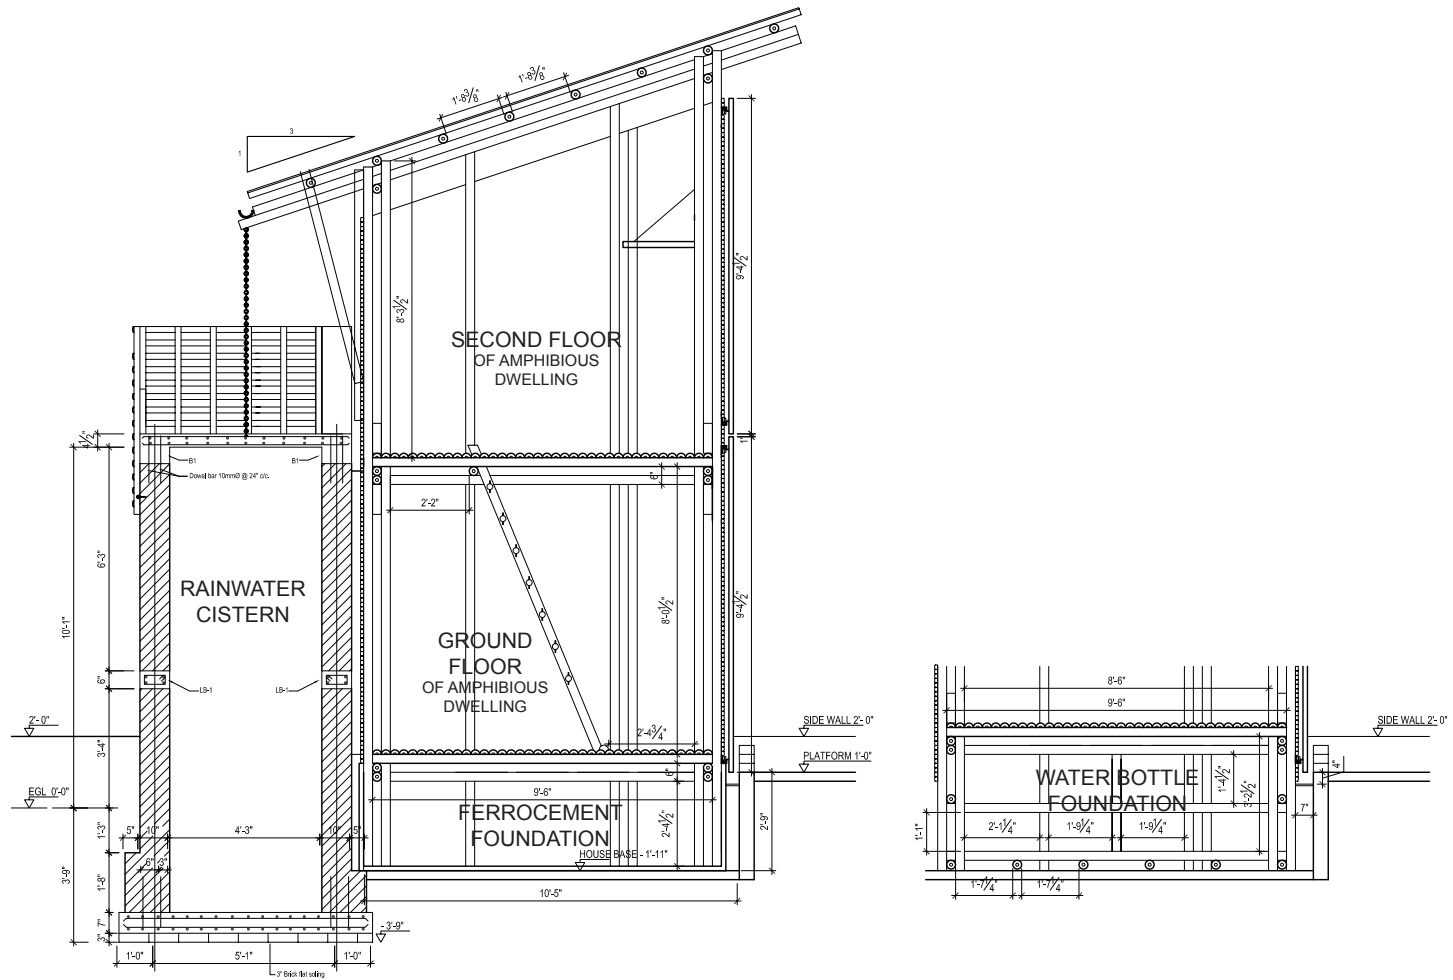 3
1
1'-8⅜"
1'-8⅜"
8'-3½"
9'-4½"
SECOND FLOOR
OF AMPHIBIOUS
DWELLING
4½"
1"
B1
B1
Dowel bar 10mmØ @ 24" c/c.
6"
2'-2"
6'-3"
10'-1"
RAINWATER
CISTERN
8'-0½"
9'-4½"
GROUND
FLOOR
OF AMPHIBIOUS
DWELLING
6"
LB-1
LB-1
2'-0"
3'-4"
2'-4¾"
SIDE WALL 2'- 0"
PLATFORM 1'-0"
6"
EGL 0'-0"
9'-6"
FERROCEMENT
FOUNDATION
2'-4½"
2'-9"
1'-3"
5"
10"
4'-3"
10"
5"
HOUSE BASE - 1'-11"
6"
3"
3'-9"
1'-8"
10'-5"
7"
3"
- 3'-9"
1'-0"
5'-1"
1'-0"
3" Brick flat soling
8'-6"
9'-6"
SIDE WALL 2'- 0"
4"
WATER BOTTLE
FOUNDATION
1'-4½"
3'-2½"
7"
1'-1"
2'-1¼"
1'-9¼"
1'-9¼"
1'-7¼"
1'-7¼"